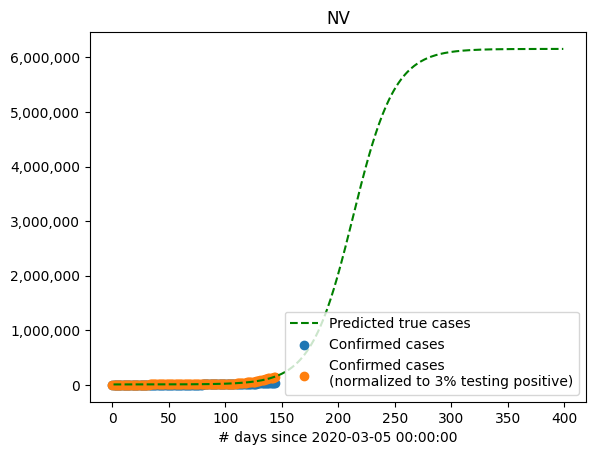 NV
6,000,000
5,000,000
4,000,000
3,000,000
2,000,000
1,000,000
0
0 50 100 150 200 250 300 350 400
# days since 2020-03-05 00:00:00
Predicted true cases
Confirmed cases
Confirmed cases
(normalized to 3% testing positive)